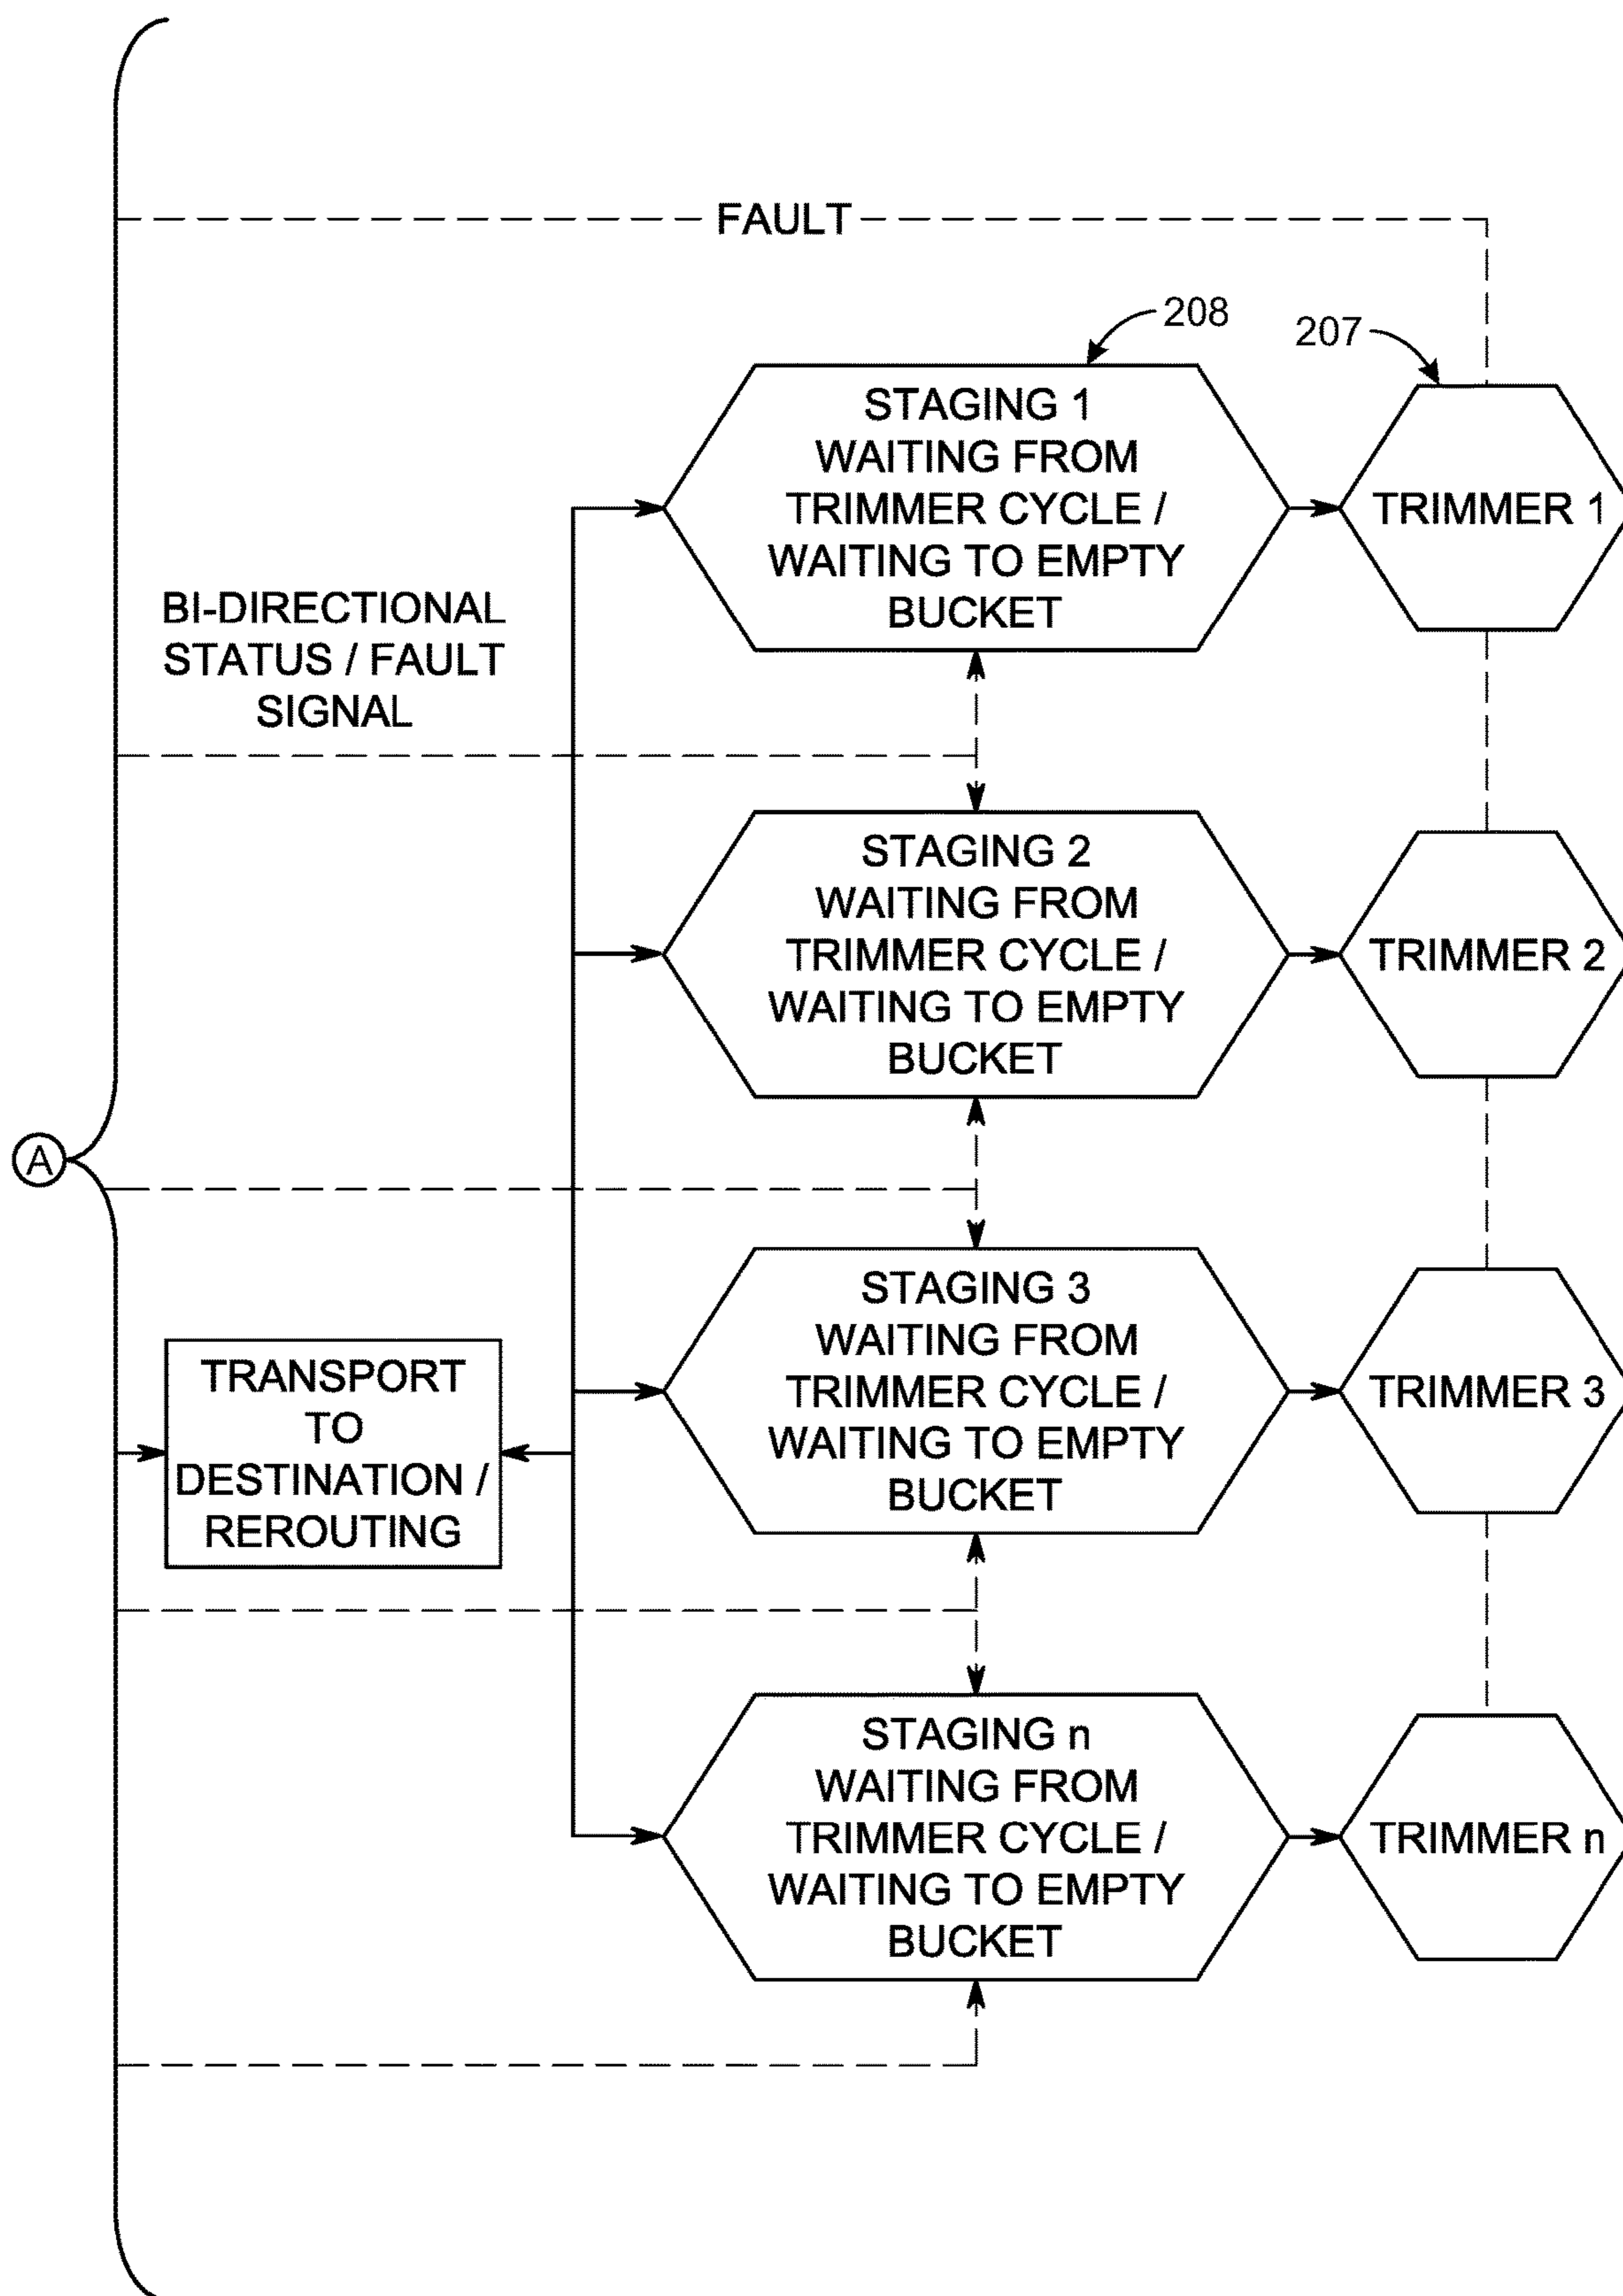 FAULT
208
207
STAGING 1
WAITING FROM
TRIMMER CYCLE /
WAITING TO EMPTY
BUCKET
TRIMMER 1
BI-DIRECTIONAL
STATUS / FAULT
SIGNAL
STAGING 2
WAITING FROM
TRIMMER CYCLE /
WAITING TO EMPTY
BUCKET
TRIMMER 2
A
STAGING 3
WAITING FROM
TRIMMER CYCLE /
WAITING TO EMPTY
BUCKET
TRIMMER 3
TRANSPORT
TO
DESTINATION /
REROUTING
STAGING n
WAITING FROM
TRIMMER CYCLE /
WAITING TO EMPTY
BUCKET
TRIMMER n